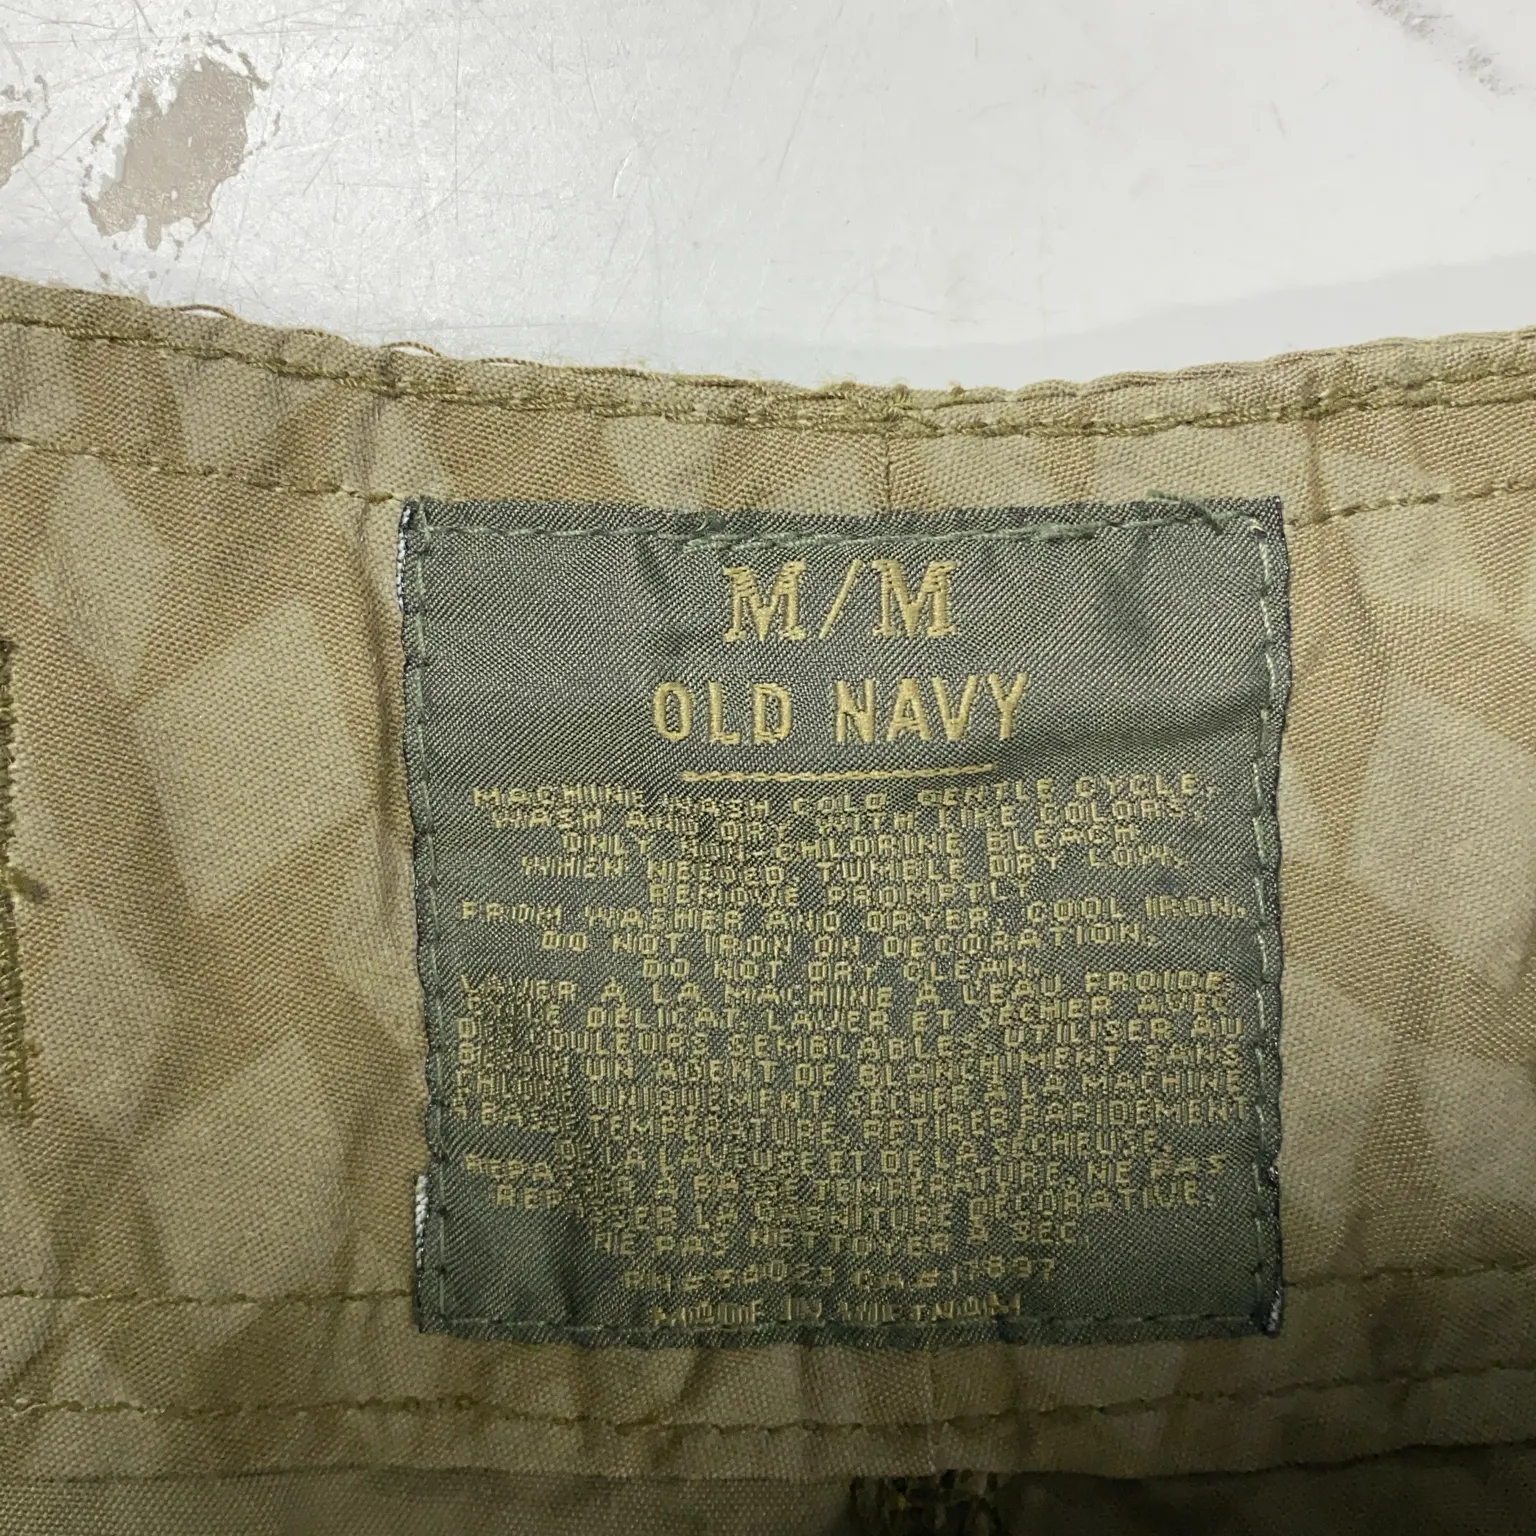 M/M
OLD NAVY
MACHINE WASH COLD GENTLE CYCLE.
WASH AND DRY WITH LIKE COLOURS.
ONLY NON CHLORINE BLEACH
WHEN NEEDED TUMBLE DRY LOW.
REMOVE PROMPTLY
FROM WASHER AND DRYER. COOL IRON.
DO NOT IRON ON DECORATION.
DO NOT DRY CLEAN.
LAVER A LA MACHINE A L'EAU FROIDE
DELICAT. LAVER ET SECHER AVEC
DES COULEURS SEMBLABLES UTILISER AU
BESOIN UN AGENT DE BLANCHIMENT SANS
CHLORE UNIQUEMENT. SECHER A LA MACHINE
A BASSE TEMPERATURE. RETIRER RAPIDEMENT
DE LA LAVEUSE ET DE LA SECHEUSE.
REPASSER A BASSE TEMPERATURE. NE PAS
REPASSER LA GARNITURE DECORATIVE.
NE PAS NETTOYER A SEC.
MADE IN VIETNAM